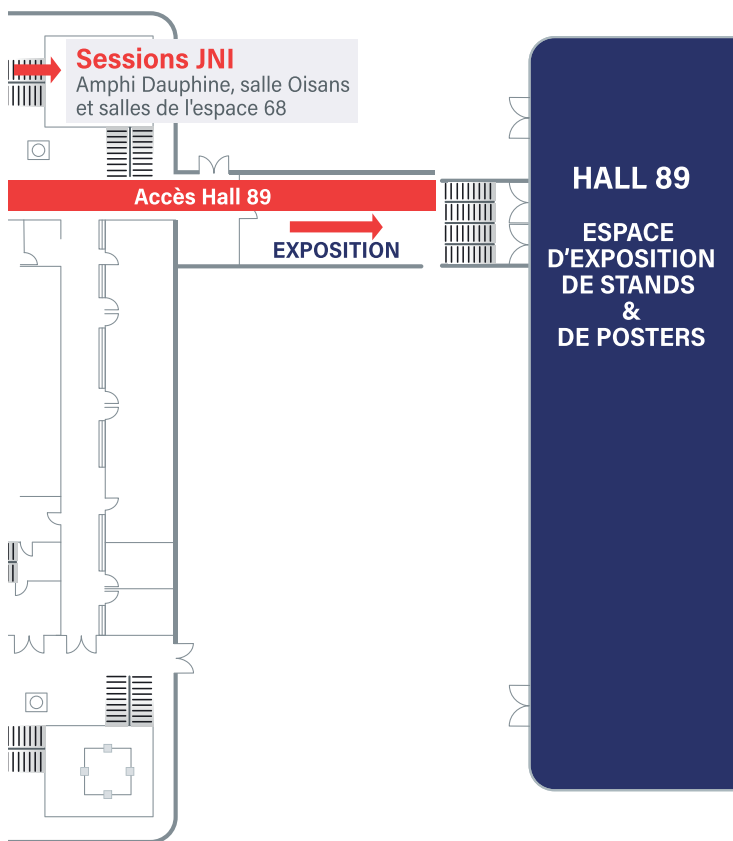 Sessions JNI
Amphi Dauphine, salle Oisans
et salles de l'espace 68
Accès Hall 89
EXPOSITION
HALL 89
ESPACE
D’EXPOSITION
DE STANDS
&
DE POSTERS